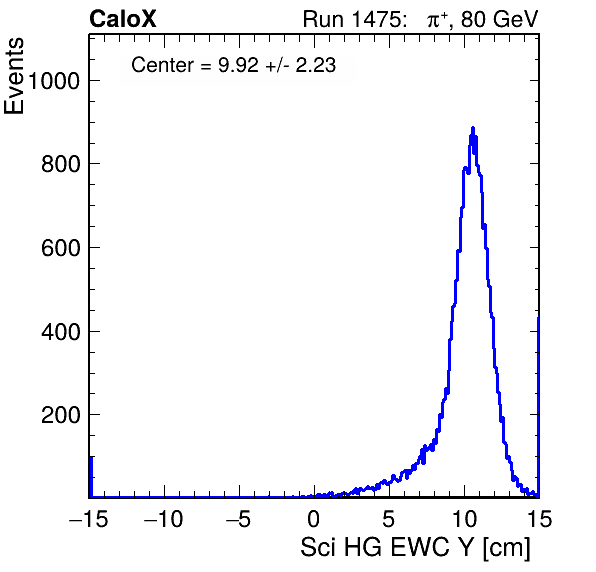 CaloX
Run 1475: π⁺, 80 GeV
Center = 9.92 +/- 2.23
Events
1000
800
600
400
200
−15 −10 −5 0 5 10 15
Sci HG EWC Y [cm]